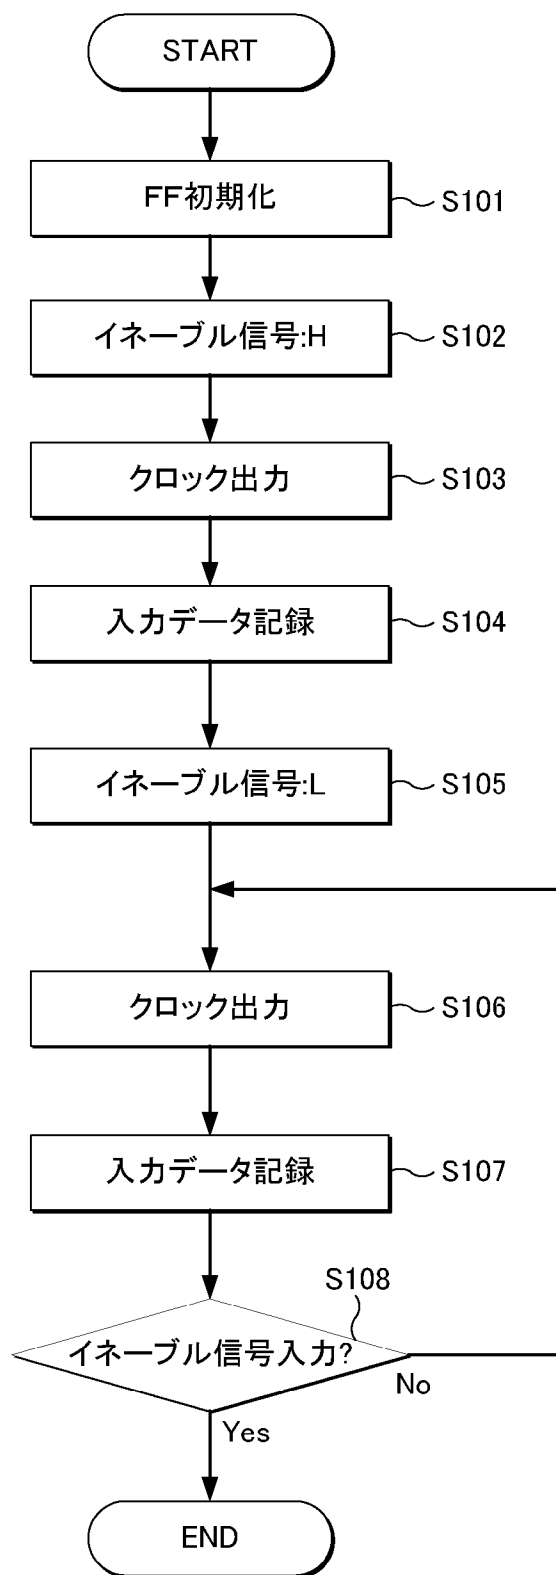 START
FF初期化
S101
イネーブル信号:H
S102
クロック出力
S103
入力データ記録
S104
イネーブル信号:L
S105
クロック出力
S106
入力データ記録
S107
S108
イネーブル信号入力?
No
Yes
END